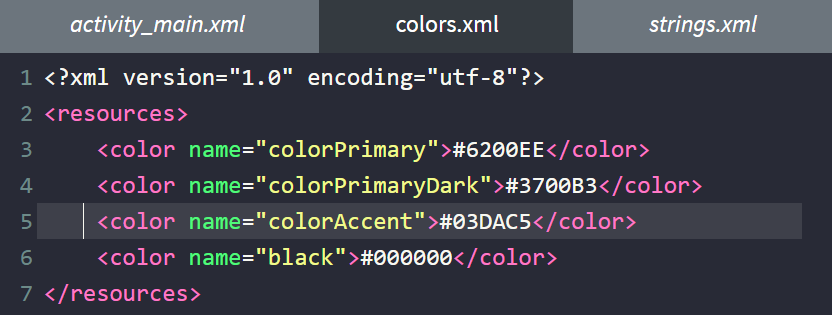 activity_main.xml colors.xml strings.xml
1 <?xml version="1.0" encoding="utf-8"?>
2 <resources>
3     <color name="colorPrimary">#6200EE</color>
4     <color name="colorPrimaryDark">#3700B3</color>
5     <color name="colorAccent">#03DAC5</color>
6     <color name="black">#000000</color>
7 </resources>